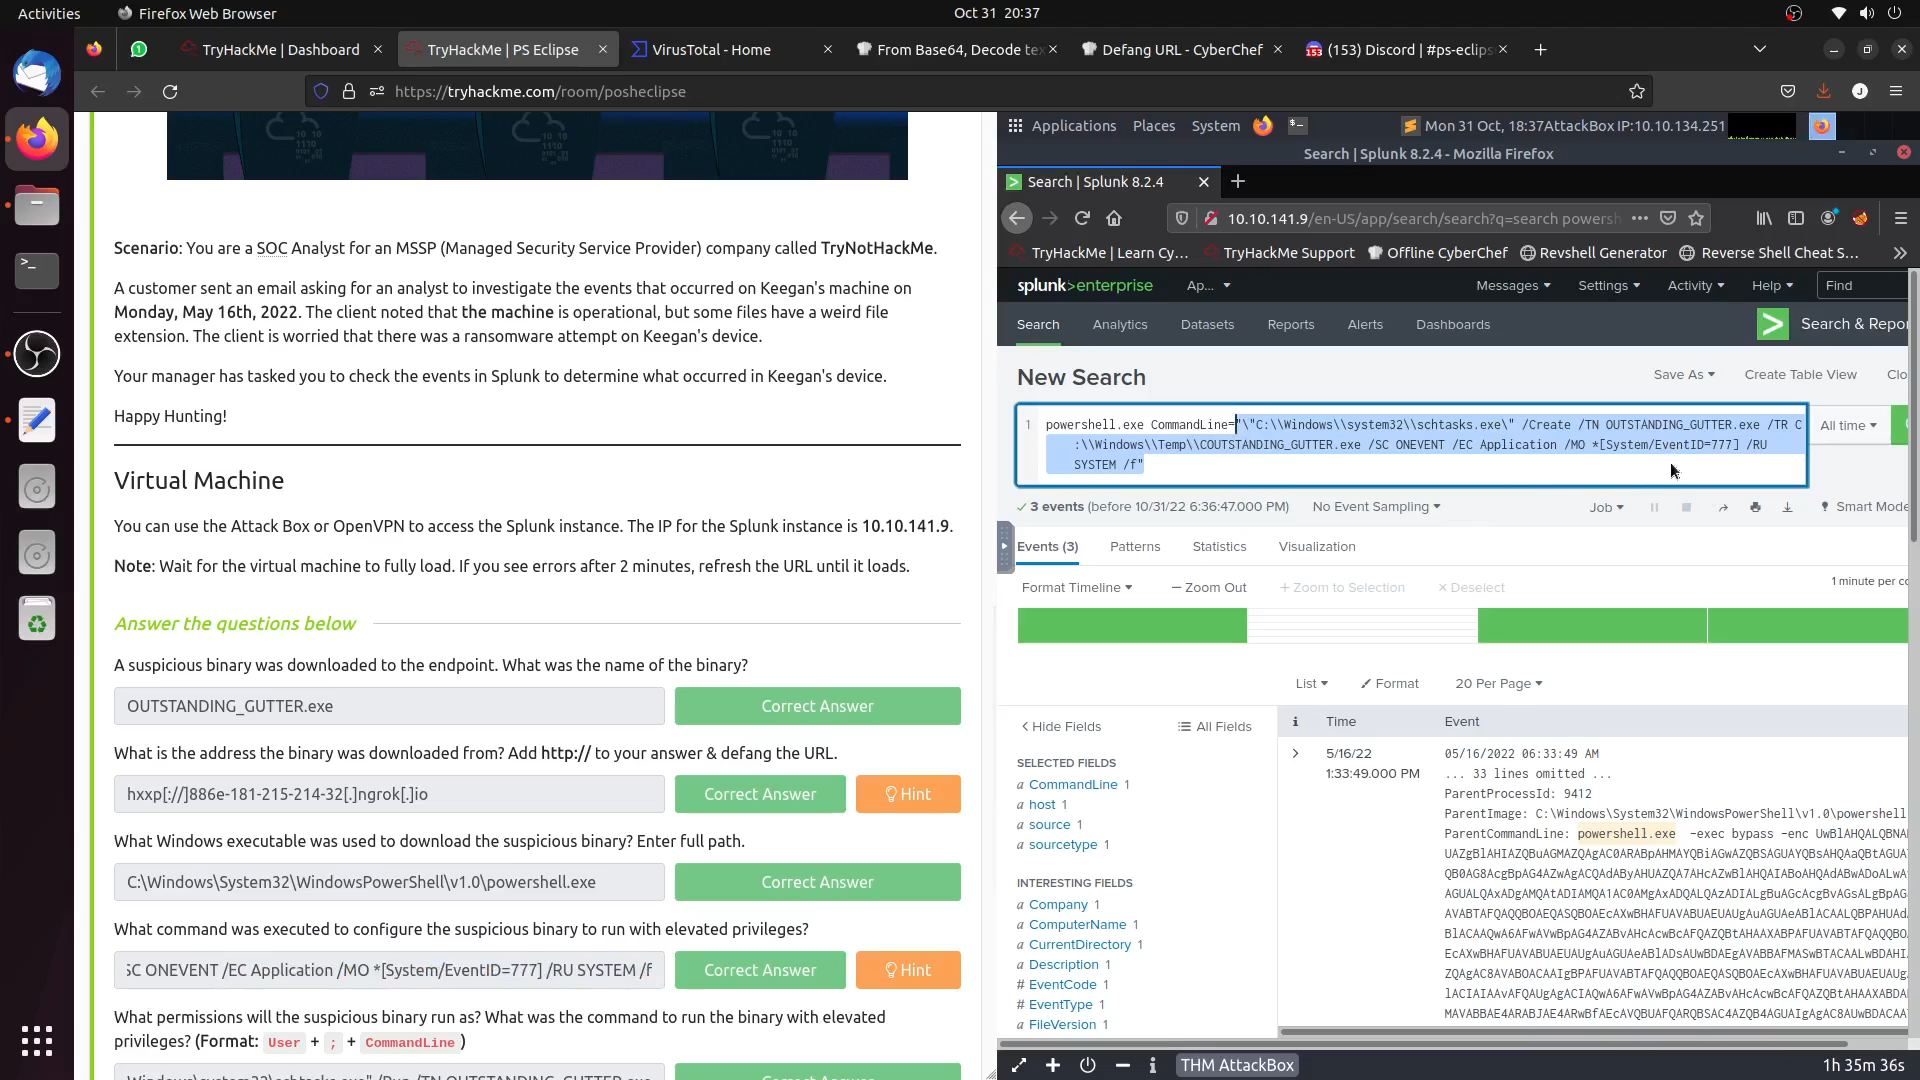 Activities
Firefox Web Browser
Oct 31 20:37
TryHackMe | Dashboard
TryHackMe | PS Eclipse
VirusTotal - Home
From Base64, Decode tex
Defang URL - CyberChef
(153) Discord | #ps-eclips
https://tryhackme.com/room/posheclipse
Scenario: You are a SOC Analyst for an MSSP (Managed Security Service Provider) company called TryNotHackMe.
A customer sent an email asking for an analyst to investigate the events that occurred on Keegan's machine on
Monday, May 16th, 2022. The client noted that the machine is operational, but some files have a weird file
extension. The client is worried that there was a ransomware attempt on Keegan's device.
Your manager has tasked you to check the events in Splunk to determine what occurred in Keegan's device.
Happy Hunting!
Virtual Machine
You can use the Attack Box or OpenVPN to access the Splunk instance. The IP for the Splunk instance is 10.10.141.9.
Note: Wait for the virtual machine to fully load. If you see errors after 2 minutes, refresh the URL until it loads.
Answer the questions below
A suspicious binary was downloaded to the endpoint. What was the name of the binary?
OUTSTANDING_GUTTER.exe
Correct Answer
What is the address the binary was downloaded from? Add http:// to your answer & defang the URL.
hxxp[://]886e-181-215-214-32[.]ngrok[.]io
Correct Answer
Hint
What Windows executable was used to download the suspicious binary? Enter full path.
C:\Windows\System32\WindowsPowerShell\v1.0\powershell.exe
Correct Answer
What command was executed to configure the suspicious binary to run with elevated privileges?
SC ONEVENT /EC Application /MO *[System/EventID=777] /RU SYSTEM /f
Correct Answer
Hint
What permissions will the suspicious binary run as? What was the command to run the binary with elevated
privileges? (Format: User + ; + CommandLine)
Applications
Places
System
Mon 31 Oct, 18:37
AttackBox IP:10.10.134.251
Search | Splunk 8.2.4 - Mozilla Firefox
Search | Splunk 8.2.4
10.10.141.9/en-US/app/search/search?q=search powersh
TryHackMe | Learn Cy…
TryHackMe Support
Offline CyberChef
Revshell Generator
Reverse Shell Cheat S…
splunk>enterprise
Ap...
Messages
Settings
Activity
Help
Find
Search
Analytics
Datasets
Reports
Alerts
Dashboards
Search & Repor
New Search
Save As
Create Table View
Clo
1
powershell.exe CommandLine="\"C:\\Windows\\system32\\schtasks.exe\" /Create /TN OUTSTANDING_GUTTER.exe /TR C
:\\Windows\\Temp\\COUTSTANDING_GUTTER.exe /SC ONEVENT /EC Application /MO *[System/EventID=777] /RU
SYSTEM /f"
All time
3 events (before 10/31/22 6:36:47.000 PM)
No Event Sampling
Job
Smart Mode
Events (3)
Patterns
Statistics
Visualization
Format Timeline
— Zoom Out
+ Zoom to Selection
× Deselect
1 minute per co
List
Format
20 Per Page
< Hide Fields
All Fields
i
Time
Event
SELECTED FIELDS
a CommandLine 1
a host 1
a source 1
a sourcetype 1
INTERESTING FIELDS
a Company 1
a ComputerName 1
a CurrentDirectory 1
a Description 1
# EventCode 1
# EventType 1
a FileVersion 1
5/16/22
1:33:49.000 PM
05/16/2022 06:33:49 AM
... 33 lines omitted ...
ParentProcessId: 9412
ParentImage: C:\Windows\System32\WindowsPowerShell\v1.0\powershell
ParentCommandLine: powershell.exe -exec bypass -enc
THM AttackBox
1h 35m 36s